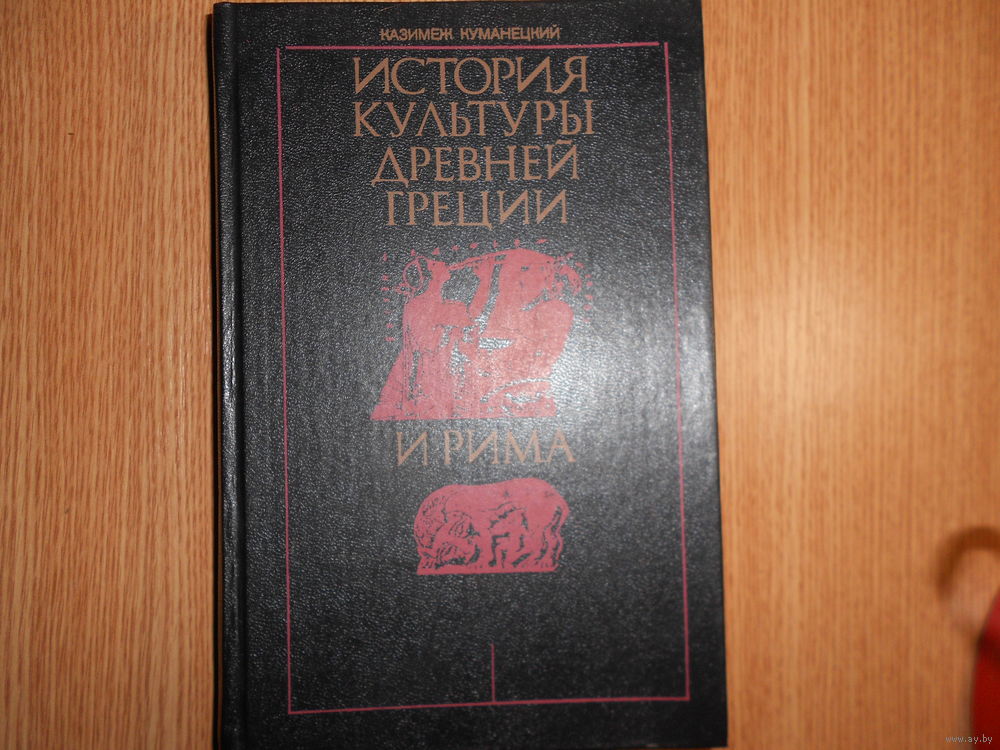 КАЗИМЕЖ КУМАНЕЦКИЙ
ИСТОРИЯ
КУЛЬТУРЫ
ДРЕВНЕЙ
ГРЕЦИИ
И РИМА
www.ay.by